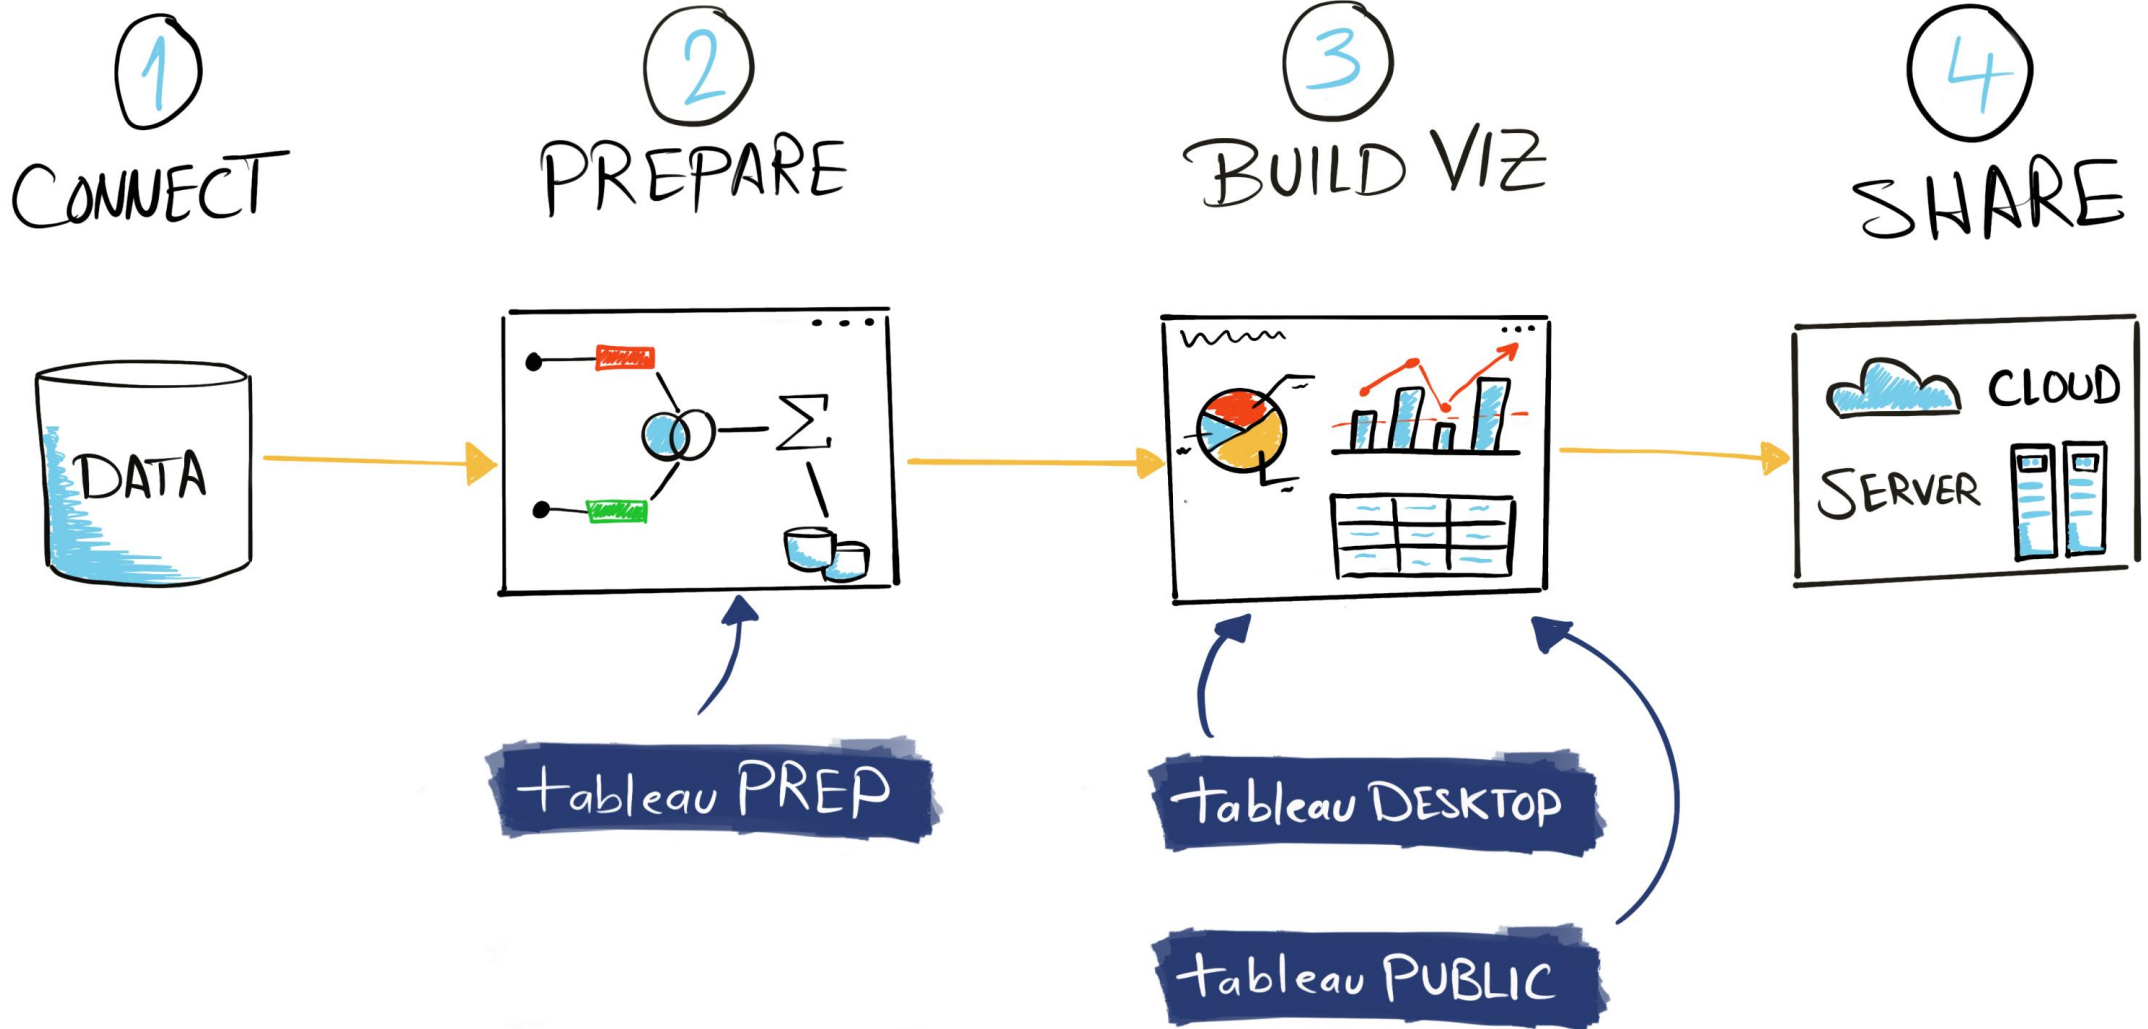 1
CONNECT
2
PREPARE
3
BUILD VIZ
4
SHARE
DATA
Σ
CLOUD
SERVER
tableau PREP
tableau DESKTOP
tableau PUBLIC